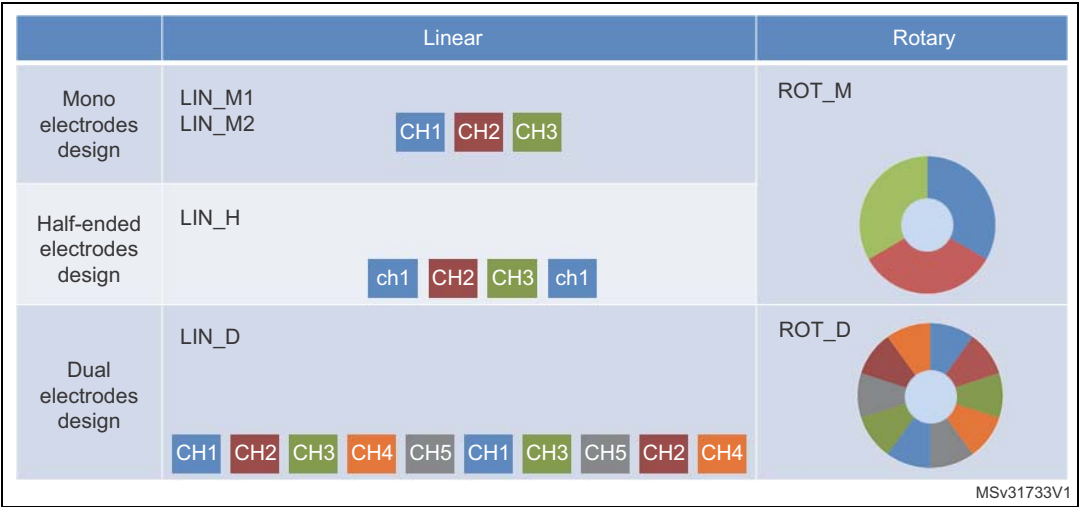 Linear
Rotary
Mono
electrodes
design
LIN_M1
LIN_M2
CH1 CH2 CH3
ROT_M
Half-ended
electrodes
design
LIN_H
ch1 CH2 CH3 ch1
Dual
electrodes
design
LIN_D
CH1 CH2 CH3 CH4 CH5 CH1 CH3 CH5 CH2 CH4
ROT_D
MSv31733V1